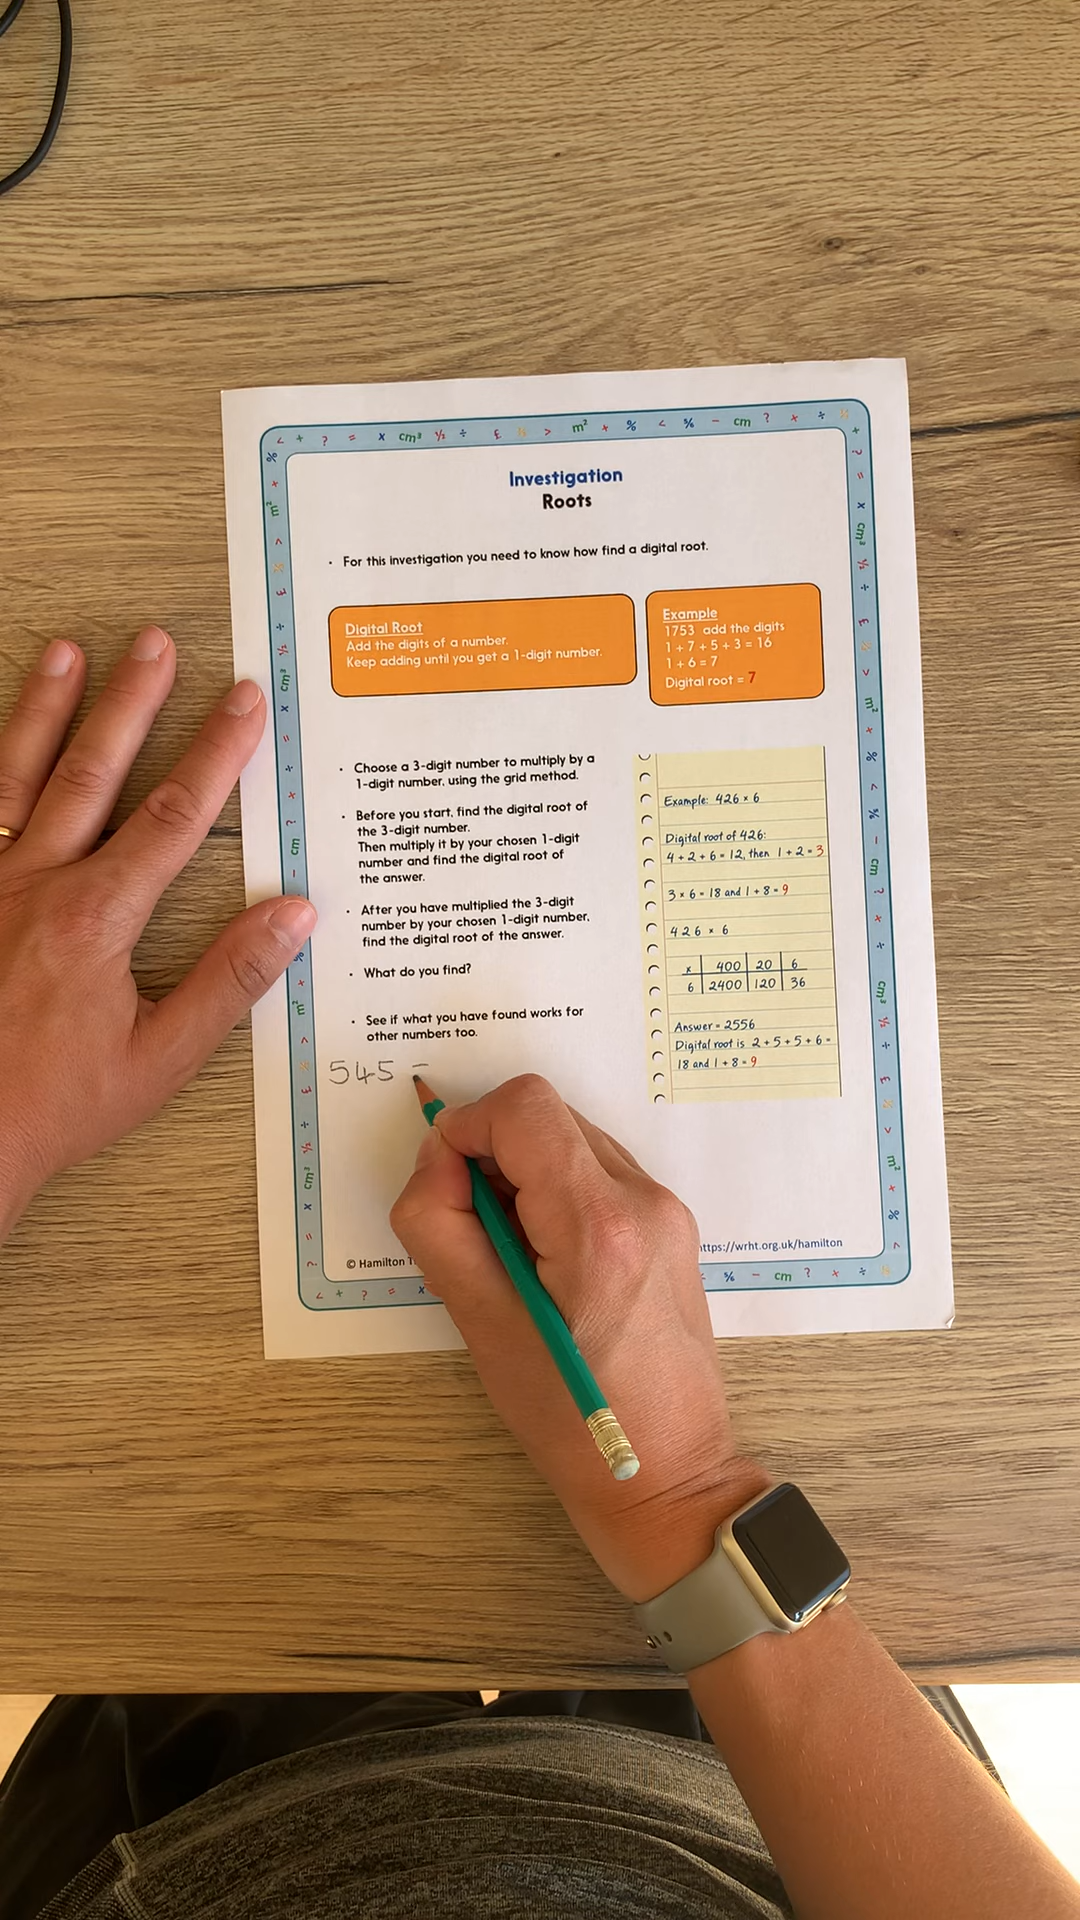 Investigation
Roots
• For this investigation you need to know how find a digital root.
Digital Root
Add the digits of a number.
Keep adding until you get a 1-digit number.
Example
1753 add the digits
1 + 7 + 5 + 3 = 16
1 + 6 = 7
Digital root = 7
• Choose a 3-digit number to multiply by a
1-digit number, using the grid method.
• Before you start, find the digital root of
the 3-digit number.
Then multiply it by your chosen 1-digit
number and find the digital root of
the answer.
• After you have multiplied the 3-digit
number by your chosen 1-digit number,
find the digital root of the answer.
• What do you find?
• See if what you have found works for
other numbers too.
Example: 426 × 6
Digital root of 426:
4 + 2 + 6 = 12, then 1 + 2 = 3
3 × 6 = 18 and 1 + 8 = 9
426 × 6
× 400 20 6
6 2400 120 36
Answer = 2556
Digital root is 2 + 5 + 5 + 6 =
18 and 1 + 8 = 9
545
© Hamilton
https://wrht.org.uk/hamilton